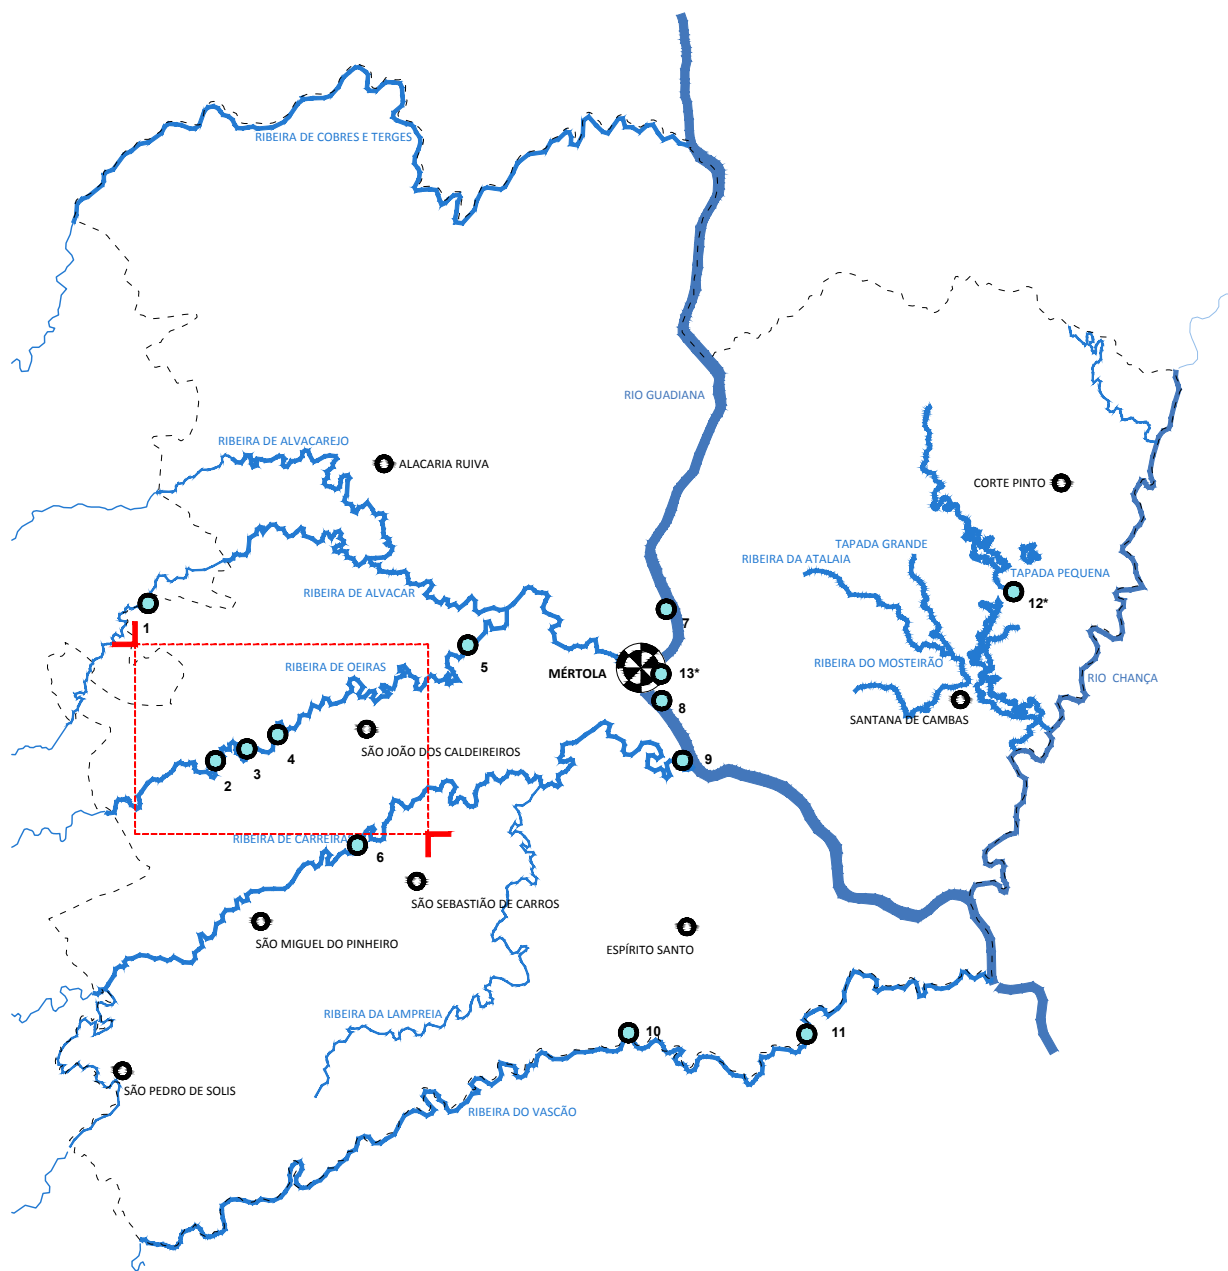 RIBEIRA DE COBRES E TERGES
RIO GUADIANA
RIBEIRA DE ALVACAREJO
ALACARIA RUIVA
CORTE PINTO
TAPADA GRANDE
RIBEIRA DA ATALAIA
TAPADA PEQUENA
RIBEIRA DE ALVACAR
12*
1
7
5
RIBEIRA DE OEIRAS
RIBEIRA DO MOSTEIRÃO
MÉRTOLA
13*
RIO CHANÇA
8
SANTANA DE CAMBAS
4
SÃO JOÃO DOS CALDEIREIROS
3
2
9
RIBEIRA DE CARREIRAS
6
SÃO SEBASTIÃO DE CARROS
SÃO MIGUEL DO PINHEIRO
ESPÍRITO SANTO
RIBEIRA DA LAMPREIA
10
11
SÃO PEDRO DE SOLIS
RIBEIRA DO VASCÃO